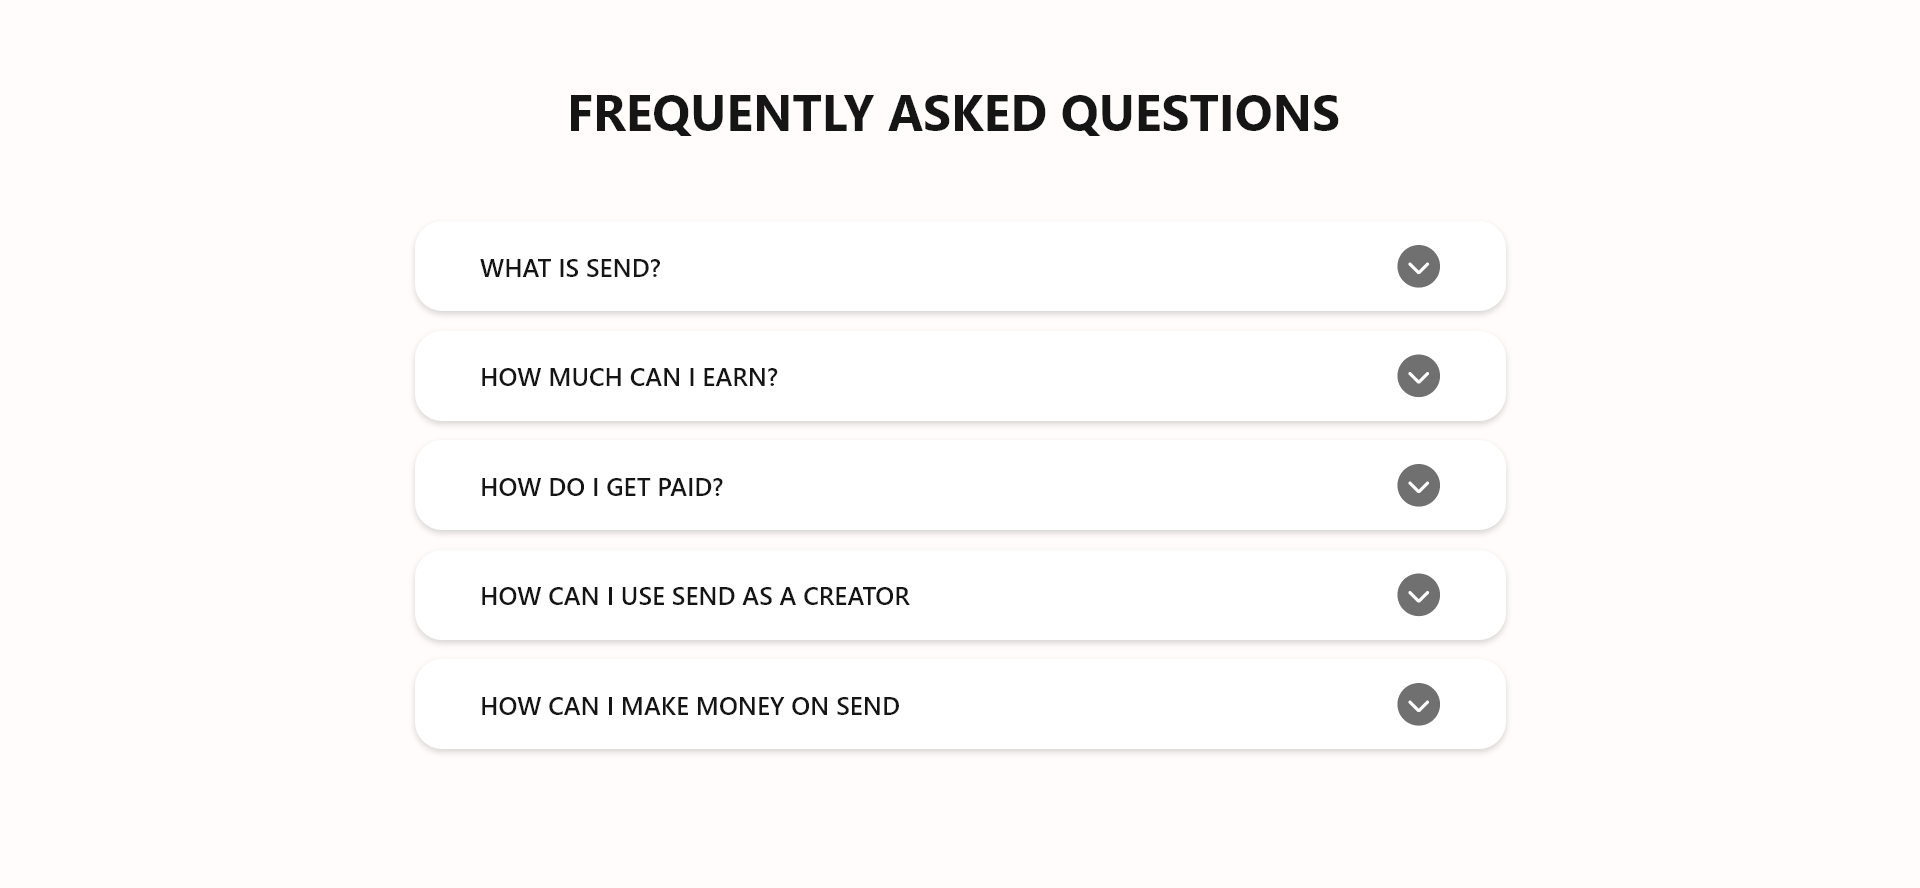 FREQUENTLY ASKED QUESTIONS
WHAT IS SEND?
HOW MUCH CAN I EARN?
HOW DO I GET PAID?
HOW CAN I USE SEND AS A CREATOR
HOW CAN I MAKE MONEY ON SEND